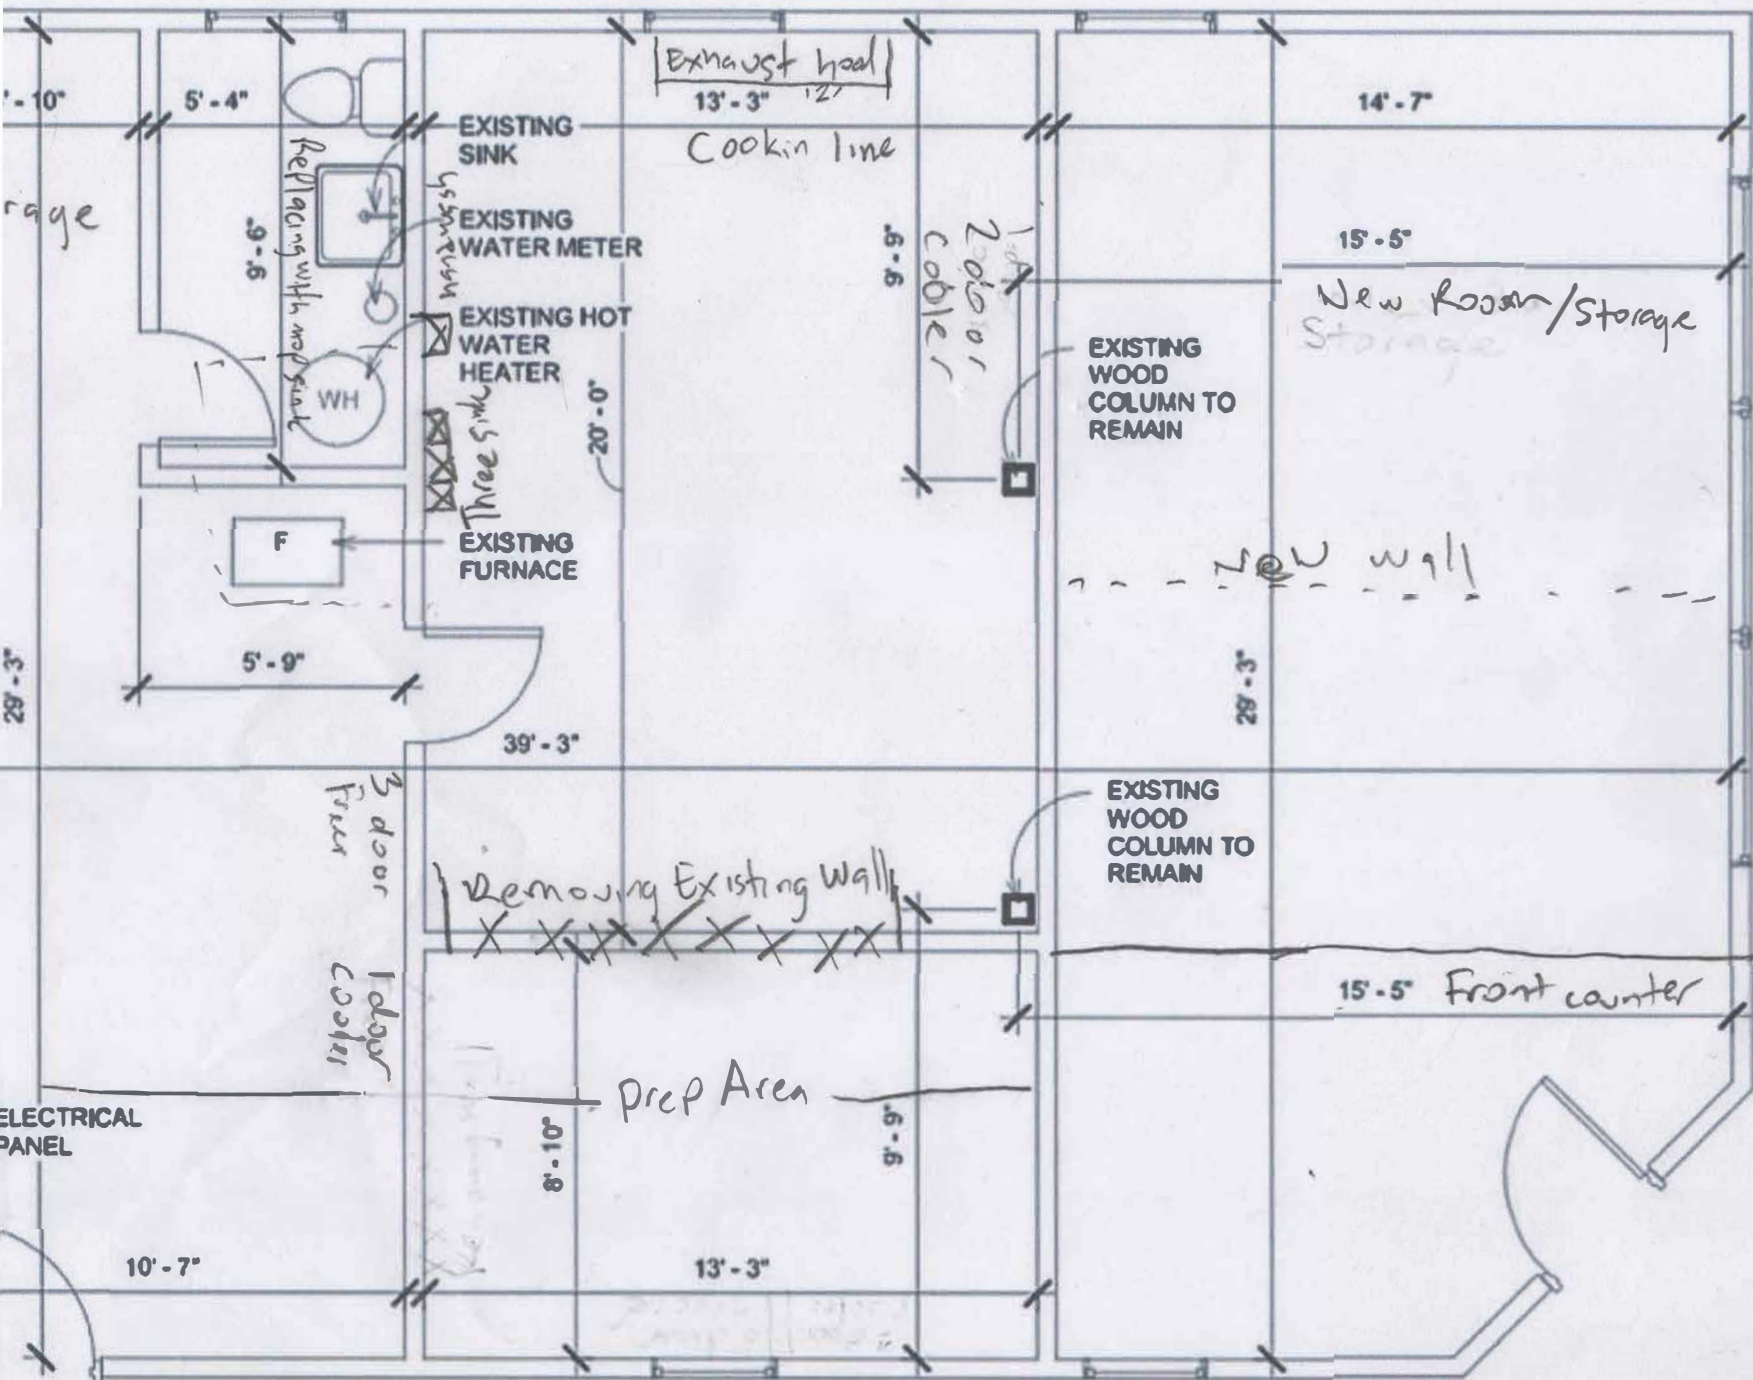 Exhaust hood
12'
' - 10"
5' - 4"
13' - 3"
14' - 7"
EXISTING
SINK
Cookin line
Replacing with mop sink
6' - 6"
EXISTING
WATER METER
9' - 9"
2 door
cooler
15' - 5"
New Rooom/Storage
Storage
rage
EXISTING HOT
WATER
HEATER
WH
20' - 0"
Three sink
EXISTING
WOOD
COLUMN TO
REMAIN
F
EXISTING
FURNACE
New wall
5' - 9"
29' - 3"
29' - 3"
39' - 3"
3 door
EXISTING
WOOD
COLUMN TO
REMAIN
Removing Existing Wall
1 door
cooler
15' - 5"
Front counter
Prep Area
ELECTRICAL
PANEL
8' - 10"
9' - 9"
10' - 7"
13' - 3"